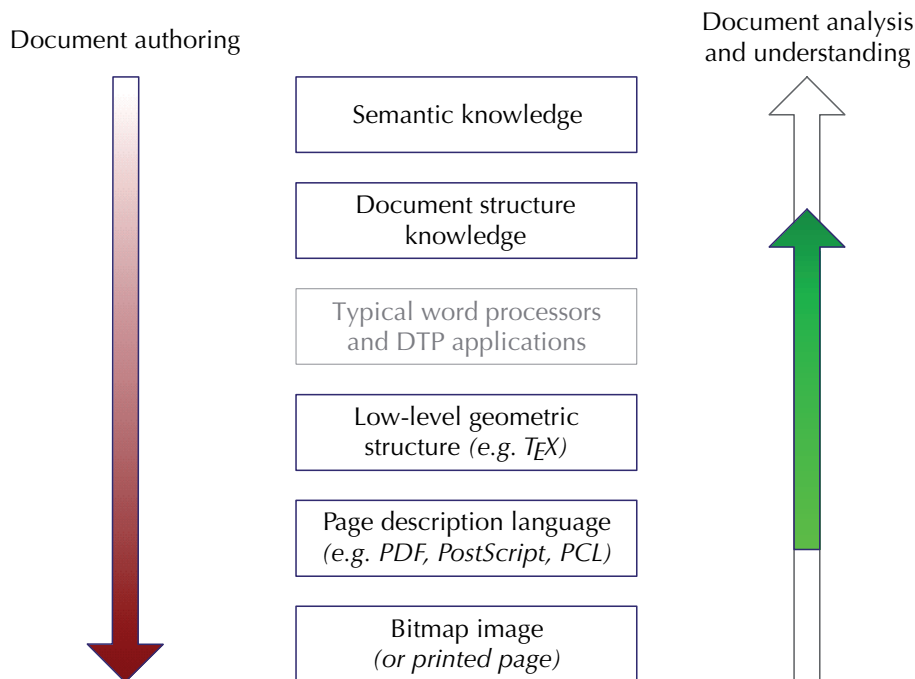 Document authoring
Document analysis
and understanding
Semantic knowledge
Document structure
knowledge
Typical word processors
and DTP applications
Low-level geometric
structure (e.g. TEX)
Page description language
(e.g. PDF, PostScript, PCL)
Bitmap image
(or printed page)